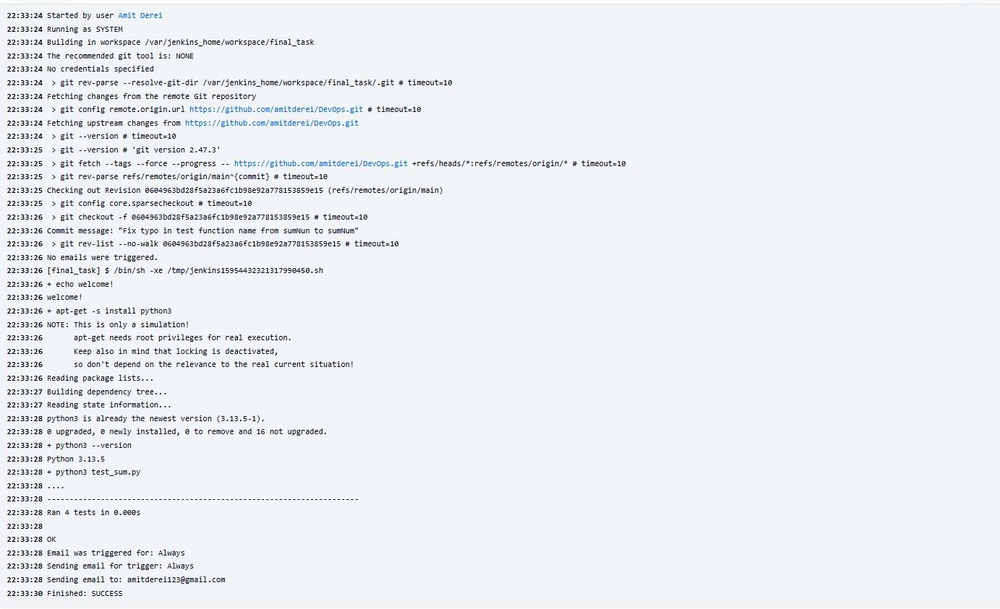 22:33:24 Started by user Amit Derei
22:33:24 Running as SYSTEM
22:33:24 Building in workspace /var/jenkins_home/workspace/final_task
22:33:24 The recommended git tool is: NONE
22:33:24 No credentials specified
22:33:24  > git rev-parse --resolve-git-dir /var/jenkins_home/workspace/final_task/.git # timeout=10
22:33:24 Fetching changes from the remote Git repository
22:33:24  > git config remote.origin.url https://github.com/amitderei/DevOps.git # timeout=10
22:33:24 Fetching upstream changes from https://github.com/amitderei/DevOps.git
22:33:24  > git --version # timeout=10
22:33:25  > git --version # 'git version 2.47.3'
22:33:25  > git fetch --tags --force --progress -- https://github.com/amitderei/DevOps.git +refs/heads/*:refs/remotes/origin/* # timeout=10
22:33:25  > git rev-parse refs/remotes/origin/main^{commit} # timeout=10
22:33:25 Checking out Revision 0604963bd28f5a23a6fc1b98e92a778153859e15 (refs/remotes/origin/main)
22:33:25  > git config core.sparsecheckout # timeout=10
22:33:26  > git checkout -f 0604963bd28f5a23a6fc1b98e92a778153859e15 # timeout=10
22:33:26 Commit message: "Fix typo in test function name from sumNun to sumNum"
22:33:26  > git rev-list --no-walk 0604963bd28f5a23a6fc1b98e92a778153859e15 # timeout=10
22:33:26 No emails were triggered.
22:33:26 [final_task] $ /bin/sh -xe /tmp/jenkins15954432321317990450.sh
22:33:26 + echo welcome!
22:33:26 welcome!
22:33:26 + apt-get -s install python3
22:33:26 NOTE: This is only a simulation!
22:33:26       apt-get needs root privileges for real execution.
22:33:26       Keep also in mind that locking is deactivated,
22:33:26       so don't depend on the relevance to the real current situation!
22:33:26 Reading package lists...
22:33:27 Building dependency tree...
22:33:27 Reading state information...
22:33:28 python3 is already the newest version (3.13.5-1).
22:33:28 0 upgraded, 0 newly installed, 0 to remove and 16 not upgraded.
22:33:28 + python3 --version
22:33:28 Python 3.13.5
22:33:28 + python3 test_sum.py
22:33:28 ....
22:33:28 ----------------------------------------------------------------------
22:33:28 Ran 4 tests in 0.000s
22:33:28
22:33:28 OK
22:33:28 Email was triggered for: Always
22:33:28 Sending email for trigger: Always
22:33:28 Sending email to: amitderei123@gmail.com
22:33:30 Finished: SUCCESS